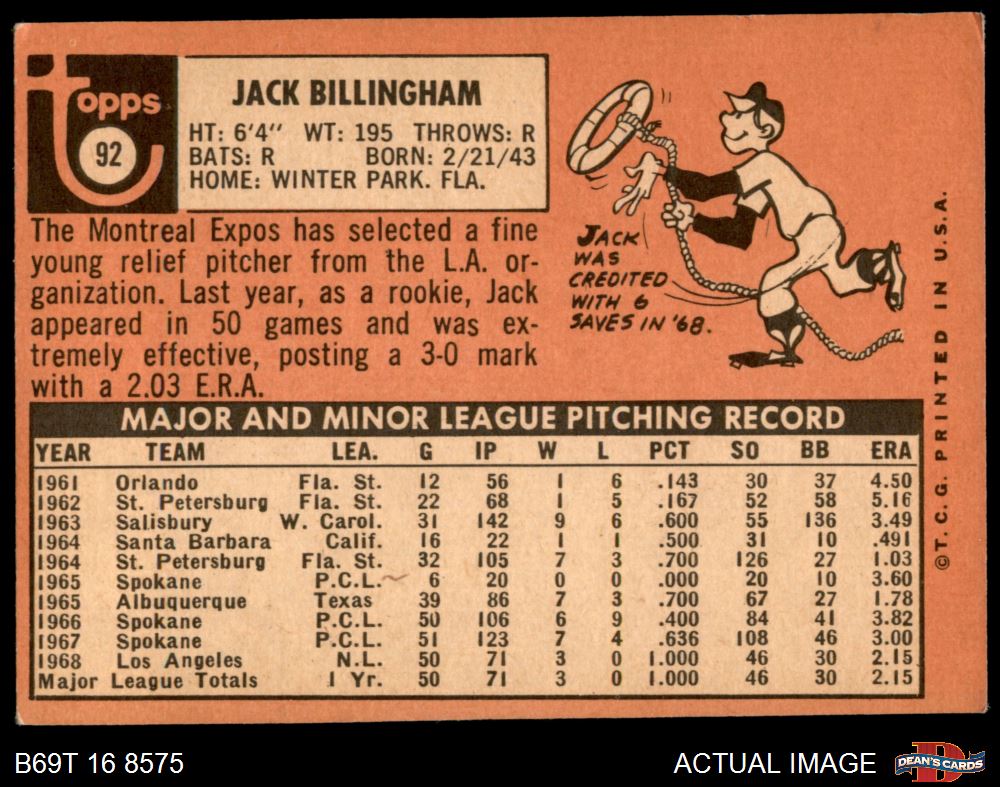 Topps
92
JACK BILLINGHAM
HT: 6'4" WT: 195 THROWS: R
BATS: R BORN: 2/21/43
HOME: WINTER PARK. FLA.
The Montreal Expos has selected a fine
young relief pitcher from the L.A. or-
ganization. Last year, as a rookie, Jack
appeared in 50 games and was ex-
tremely effective, posting a 3-0 mark
with a 2.03 E.R.A.
JACK
WAS
CREDITED
WITH 6
SAVES IN '68.
MAJOR AND MINOR LEAGUE PITCHING RECORD
YEAR TEAM LEA. G IP W L PCT SO BB ERA
1961 Orlando Fla. St. 12 56 1 6 .143 30 37 4.50
1962 St. Petersburg Fla. St. 22 68 1 5 .167 52 58 5.16
1963 Salisbury W. Carol. 31 142 9 6 .600 55 136 3.49
1964 Santa Barbara Calif. 16 22 1 1 .500 31 10 .491
1964 St. Petersburg Fla. St. 32 105 7 3 .700 126 27 1.03
1965 Spokane P.C.L. 6 20 0 0 .000 20 10 3.60
1965 Albuquerque Texas 39 86 7 3 .700 67 27 1.78
1966 Spokane P.C.L. 50 106 6 9 .400 84 41 3.82
1967 Spokane P.C.L. 51 123 7 4 .636 108 46 3.00
1968 Los Angeles N.L. 50 71 3 0 1.000 46 30 2.15
Major League Totals 1 Yr. 50 71 3 0 1.000 46 30 2.15
©T.C.G. PRINTED IN U.S.A.
B69T 16 8575
ACTUAL IMAGE
DEAN'S CARDS